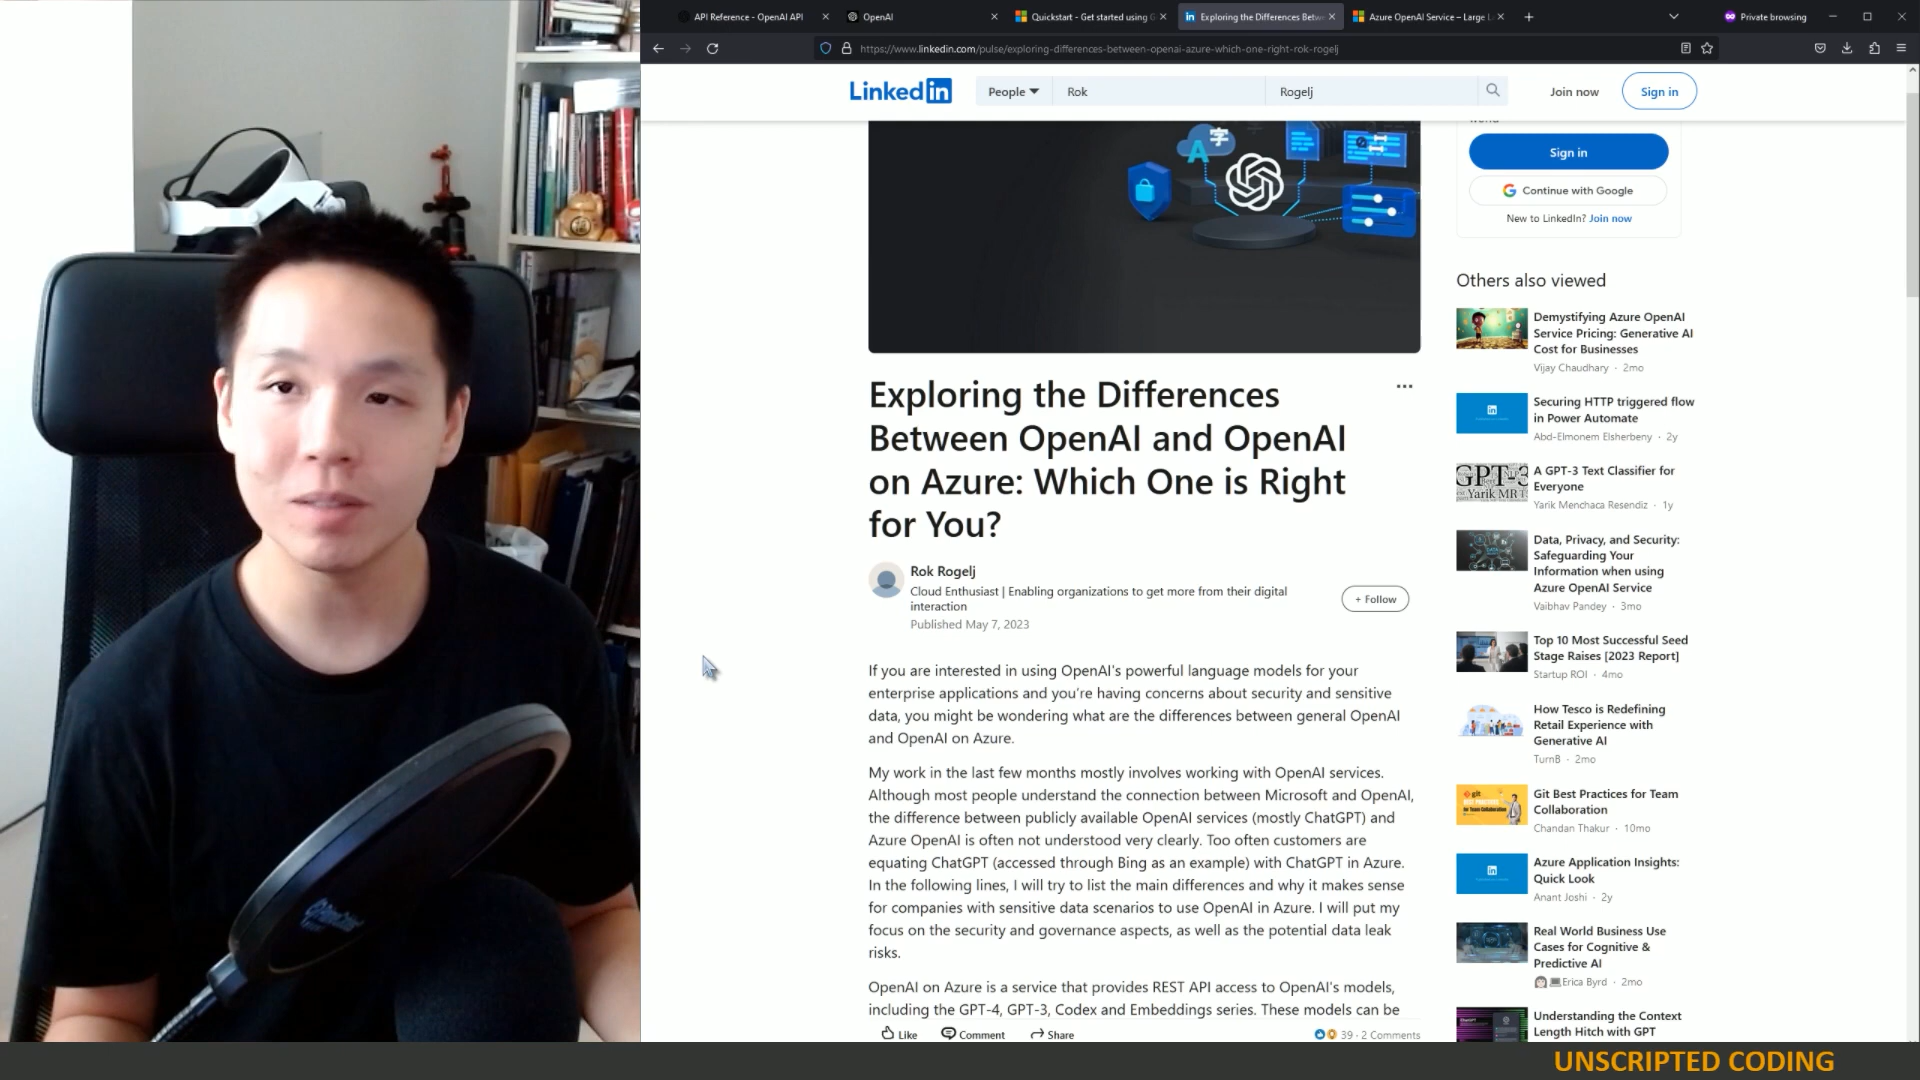 API Reference - OpenAI API
OpenAI
Quickstart - Get started using G
Exploring the Differences Betw
Azure OpenAI Service – Large L
Private browsing
https://www.linkedin.com/pulse/exploring-differences-between-openai-azure-which-one-right-rok-rogelj
Linked in
People
Rok
Rogelj
Join now
Sign in
Sign in
Continue with Google
New to LinkedIn? Join now
Exploring the Differences
Between OpenAI and OpenAI
on Azure: Which One is Right
for You?
Rok Rogelj
Cloud Enthusiast | Enabling organizations to get more from their digital
interaction
Published May 7, 2023
+ Follow
If you are interested in using OpenAI's powerful language models for your
enterprise applications and you're having concerns about security and sensitive
data, you might be wondering what are the differences between general OpenAI
and OpenAI on Azure.
My work in the last few months mostly involves working with OpenAI services.
Although most people understand the connection between Microsoft and OpenAI,
the difference between publicly available OpenAI services (mostly ChatGPT) and
Azure OpenAI is often not understood very clearly. Too often customers are
equating ChatGPT (accessed through Bing as an example) with ChatGPT in Azure.
In the following lines, I will try to list the main differences and why it makes sense
for companies with sensitive data scenarios to use OpenAI in Azure. I will put my
focus on the security and governance aspects, as well as the potential data leak
risks.
OpenAI on Azure is a service that provides REST API access to OpenAI's models,
including the GPT-4, GPT-3, Codex and Embeddings series. These models can be
Like
Comment
Share
39 · 2 Comments
Others also viewed
Demystifying Azure OpenAI
Service Pricing: Generative AI
Cost for Businesses
Vijay Chaudhary · 2mo
Securing HTTP triggered flow
in Power Automate
Abd-Elmonem Elsherbeny · 2y
GPT-3
Yarik MR
A GPT-3 Text Classifier for
Everyone
Yarik Menchaca Resendiz · 1y
Data, Privacy, and Security:
Safeguarding Your
Information when using
Azure OpenAI Service
Vaibhav Pandey · 3mo
Top 10 Most Successful Seed
Stage Raises [2023 Report]
Startup ROI · 4mo
How Tesco is Redefining
Retail Experience with
Generative AI
TurnB · 2mo
git
Git Best Practices for Team
Collaboration
Chandan Thakur · 10mo
Azure Application Insights:
Quick Look
Anant Joshi · 2y
Real World Business Use
Cases for Cognitive &
Predictive AI
Erica Byrd · 2mo
Understanding the Context
Length Hitch with GPT
UNSCRIPTED CODING